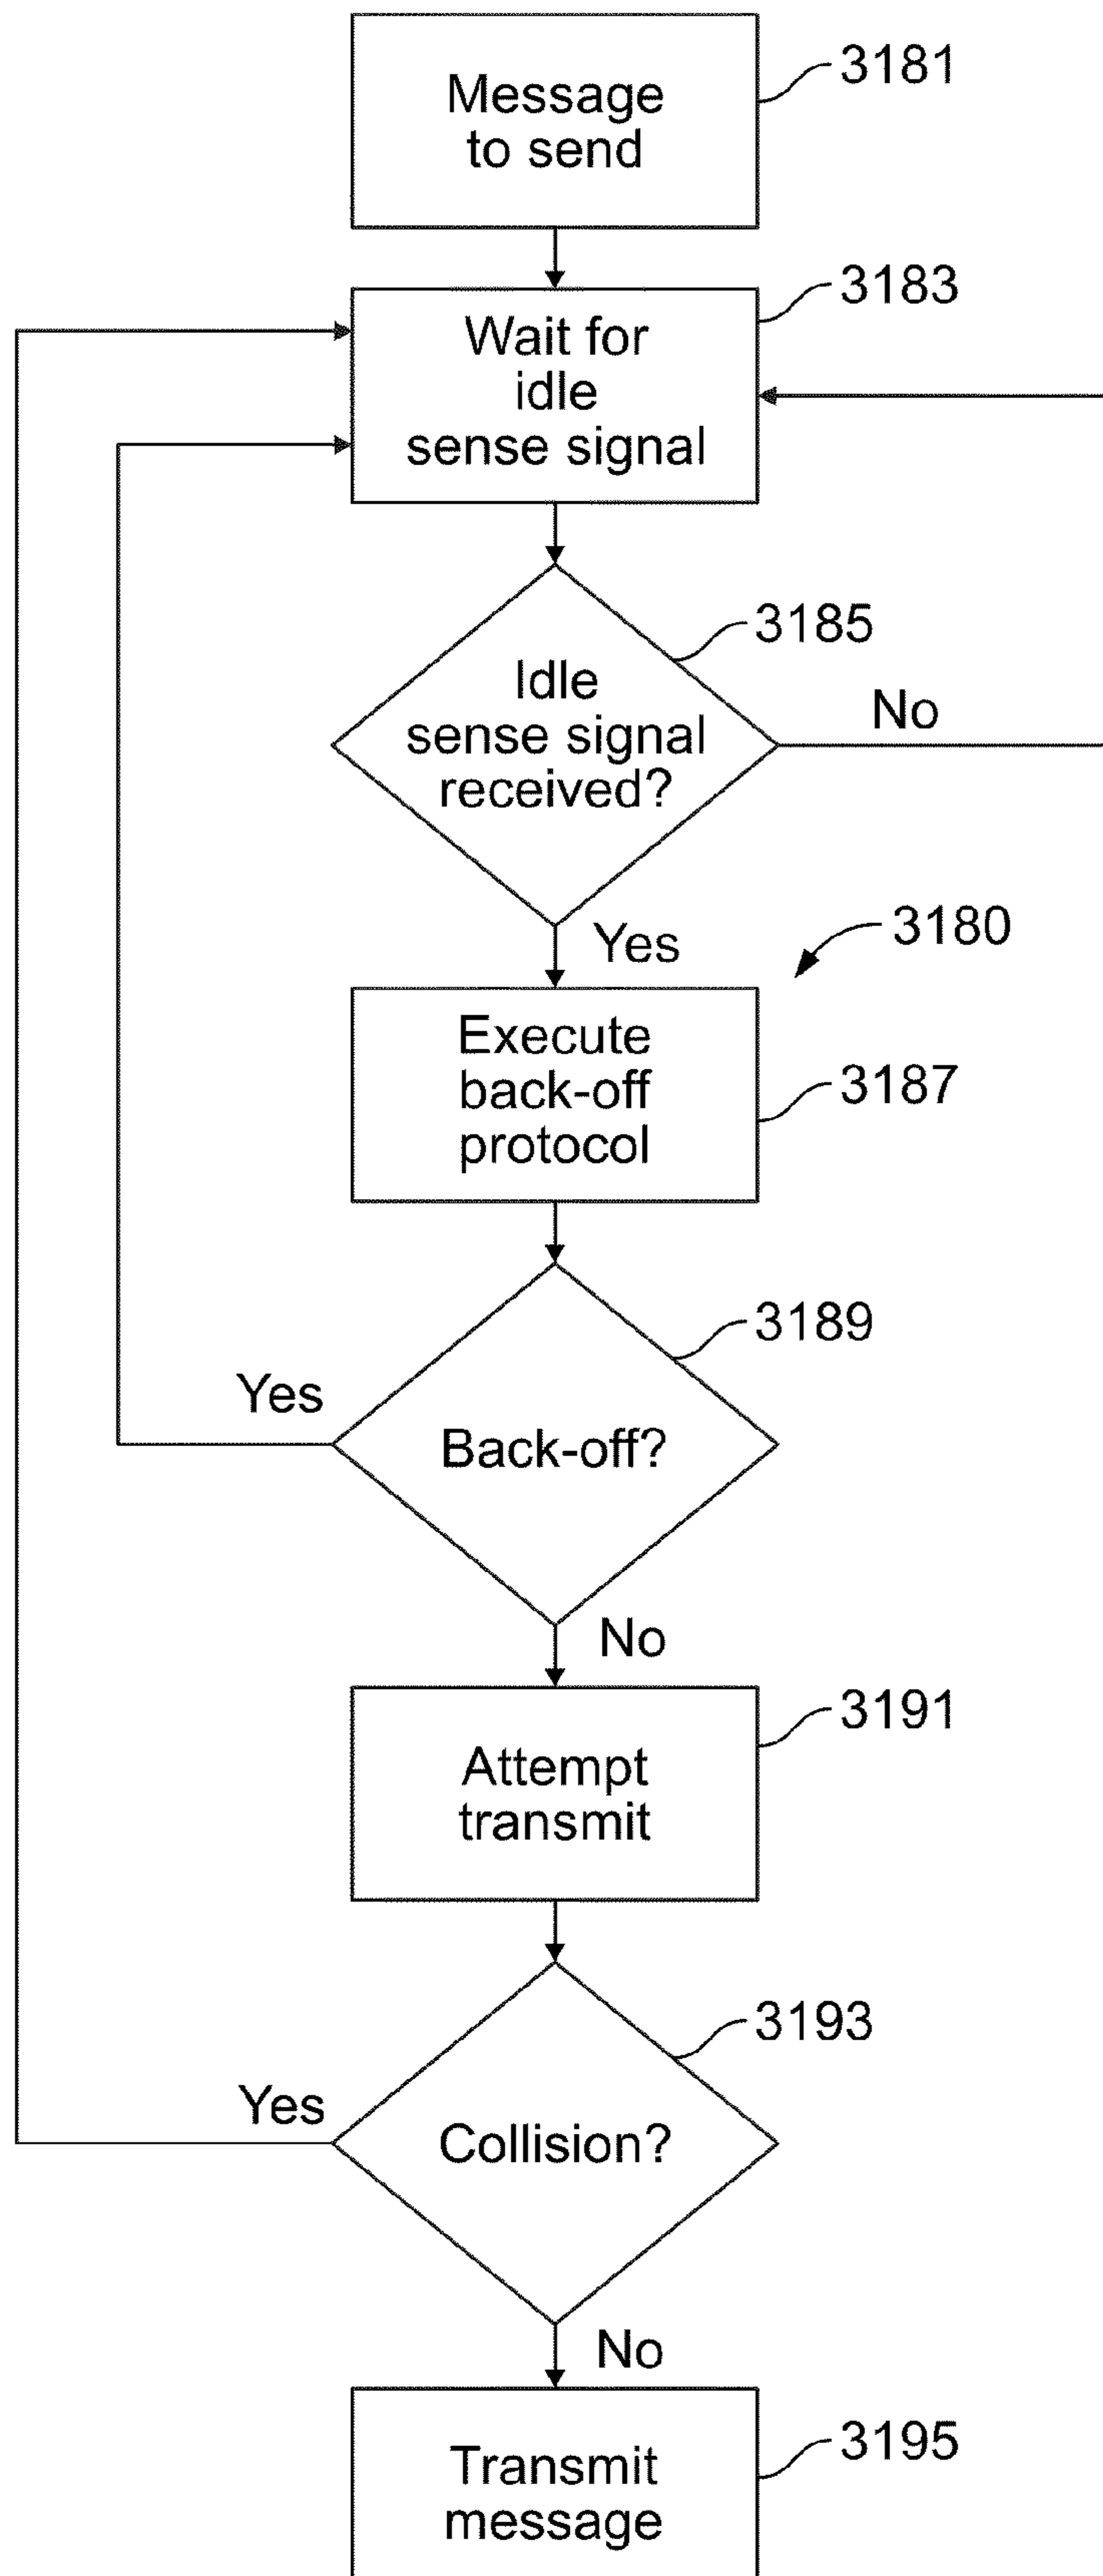 Message
to send
3181
Wait for
idle
sense signal
3183
Idle
sense signal
received?
3185
No
Yes
3180
Execute
back-off
protocol
3187
Back-off?
3189
Yes
No
Attempt
transmit
3191
Collision?
3193
Yes
No
Transmit
message
3195